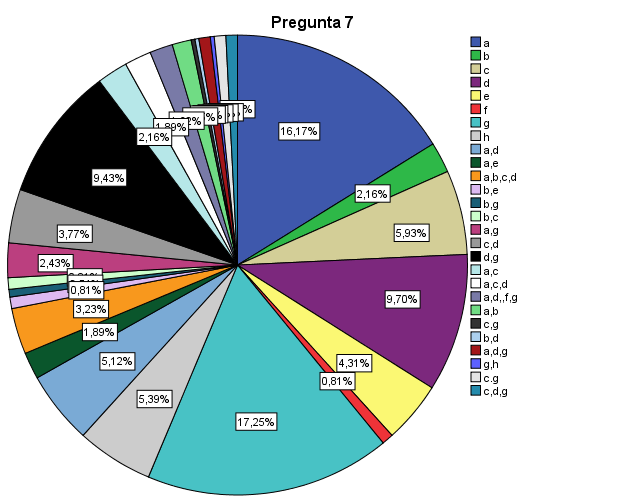 Pregunta 7
a
b
c
d
e
f
g
h
a,d
a,e
a,b,c,d
b,e
b,g
b,c
a,g
c,d
d,g
a,c
a,c,d
a,d,,f,g
a,b
c,g
b,d
a,d,g
g,h
c.g
c,d,g
16,17%
2,16%
5,93%
9,70%
4,31%
0,81%
17,25%
5,39%
5,12%
1,89%
3,23%
0,81%
2,43%
3,77%
9,43%
2,16%
1,89%